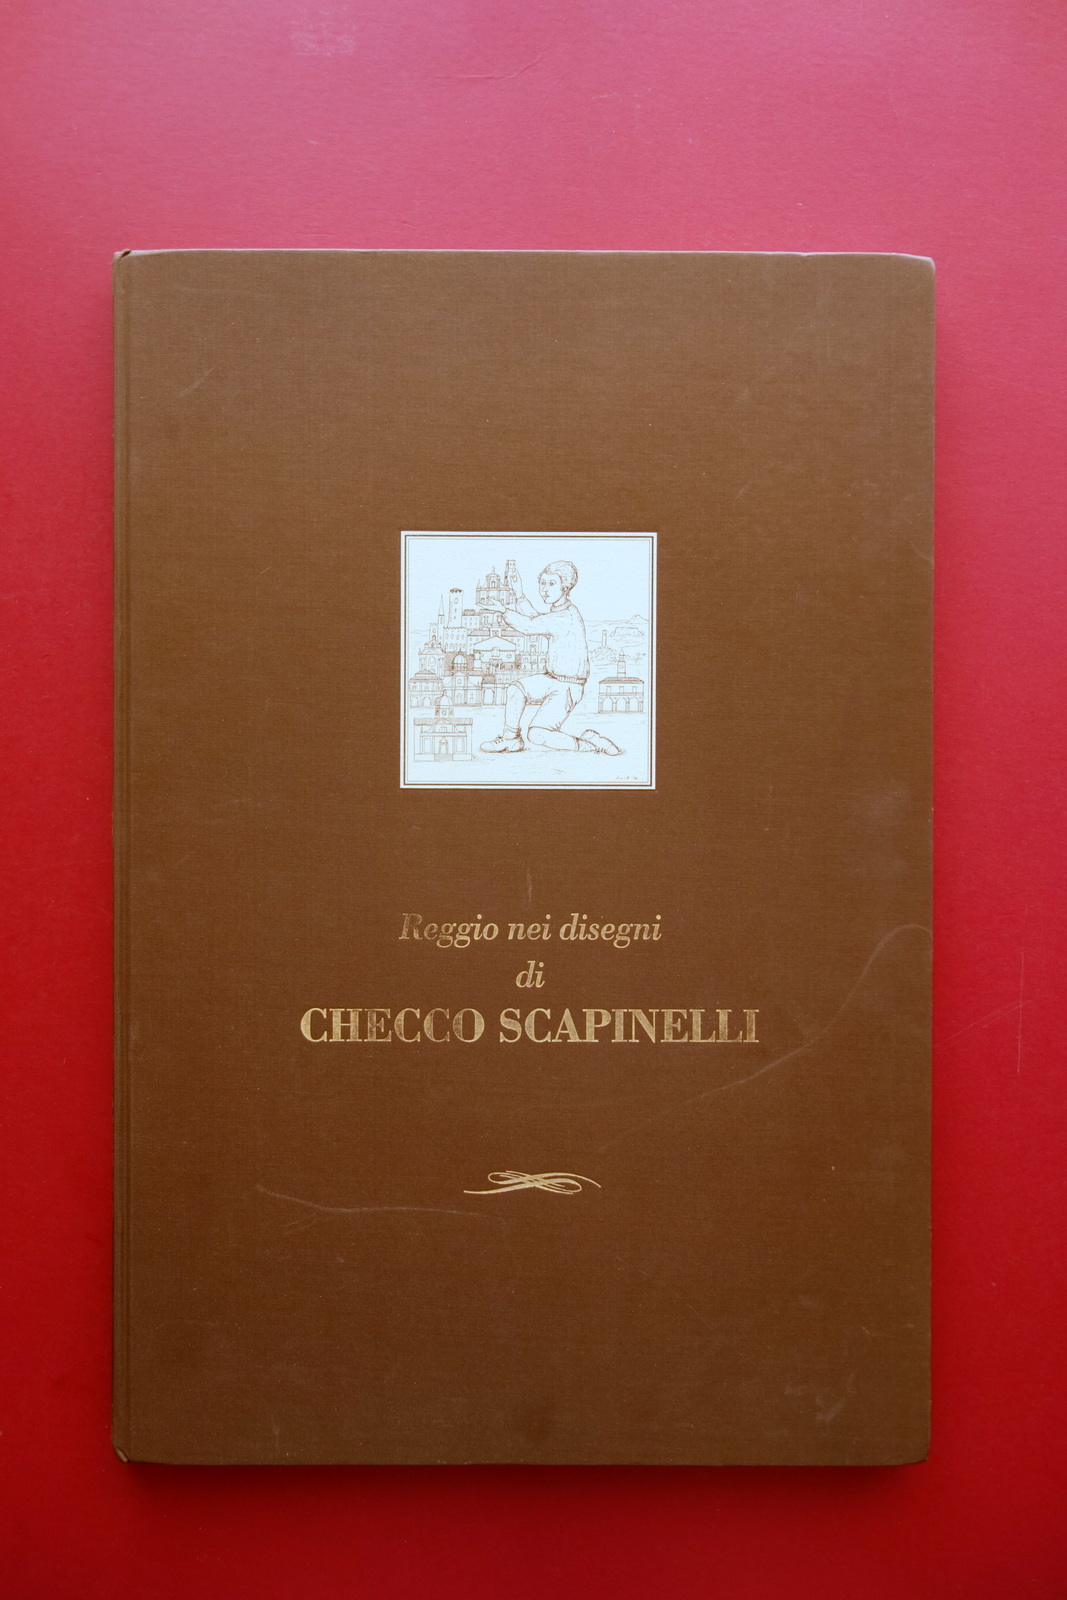 Reggio nei disegni
di
CHECCO SCAPINELLI